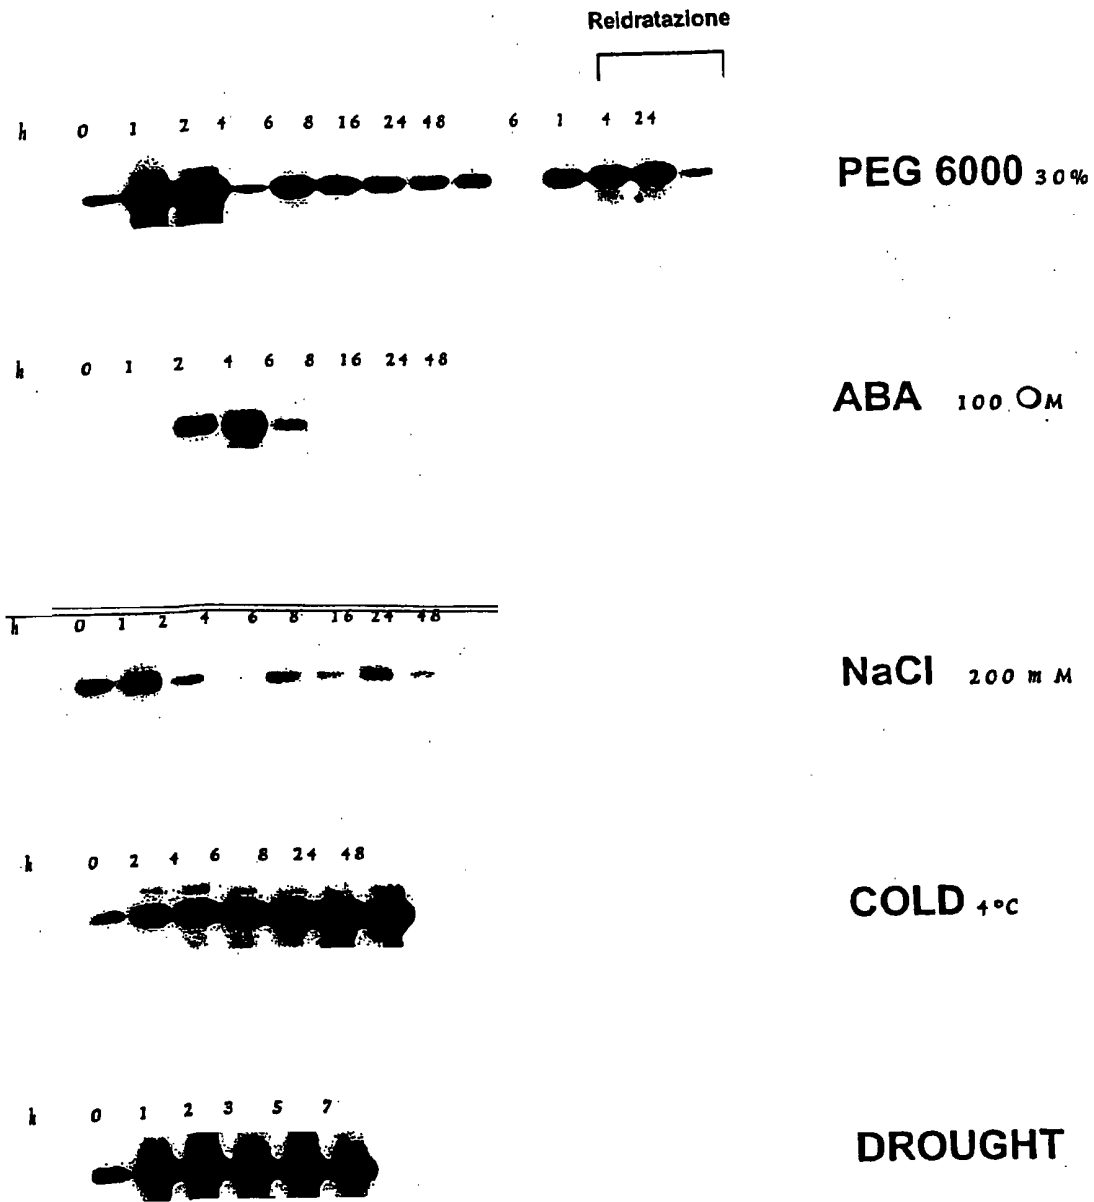 Reidratazione
h 0 1 2 4 6 8 16 24 48 6 1 4 24
PEG 6000 30%
h 0 1 2 4 6 8 16 24 48
ABA 100 OM
h 0 1 2 4 6 8 16 24 48
NaCl 200 m M
h 0 2 4 6 8 24 48
COLD 4°C
h 0 1 2 3 5 7
DROUGHT